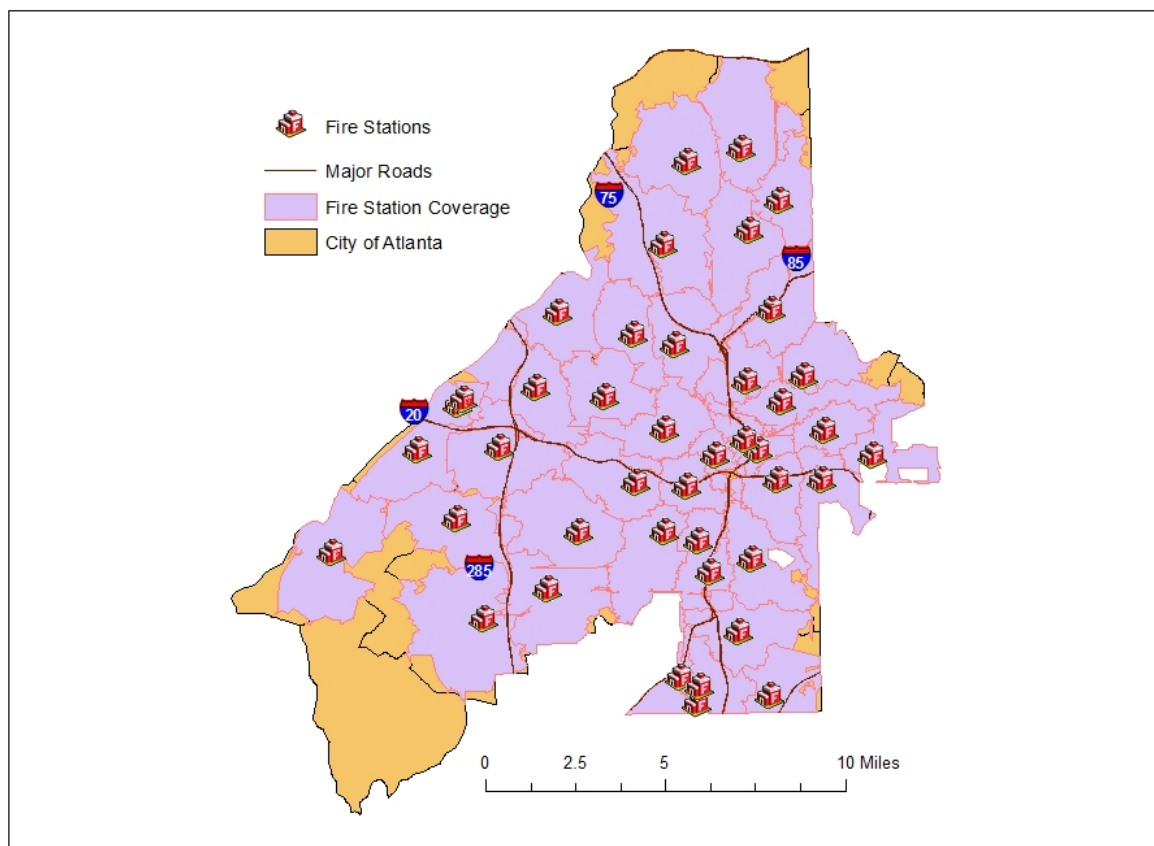 Fire Stations
Major Roads
Fire Station Coverage
City of Atlanta
75
85
20
285
0 2.5 5 10 Miles